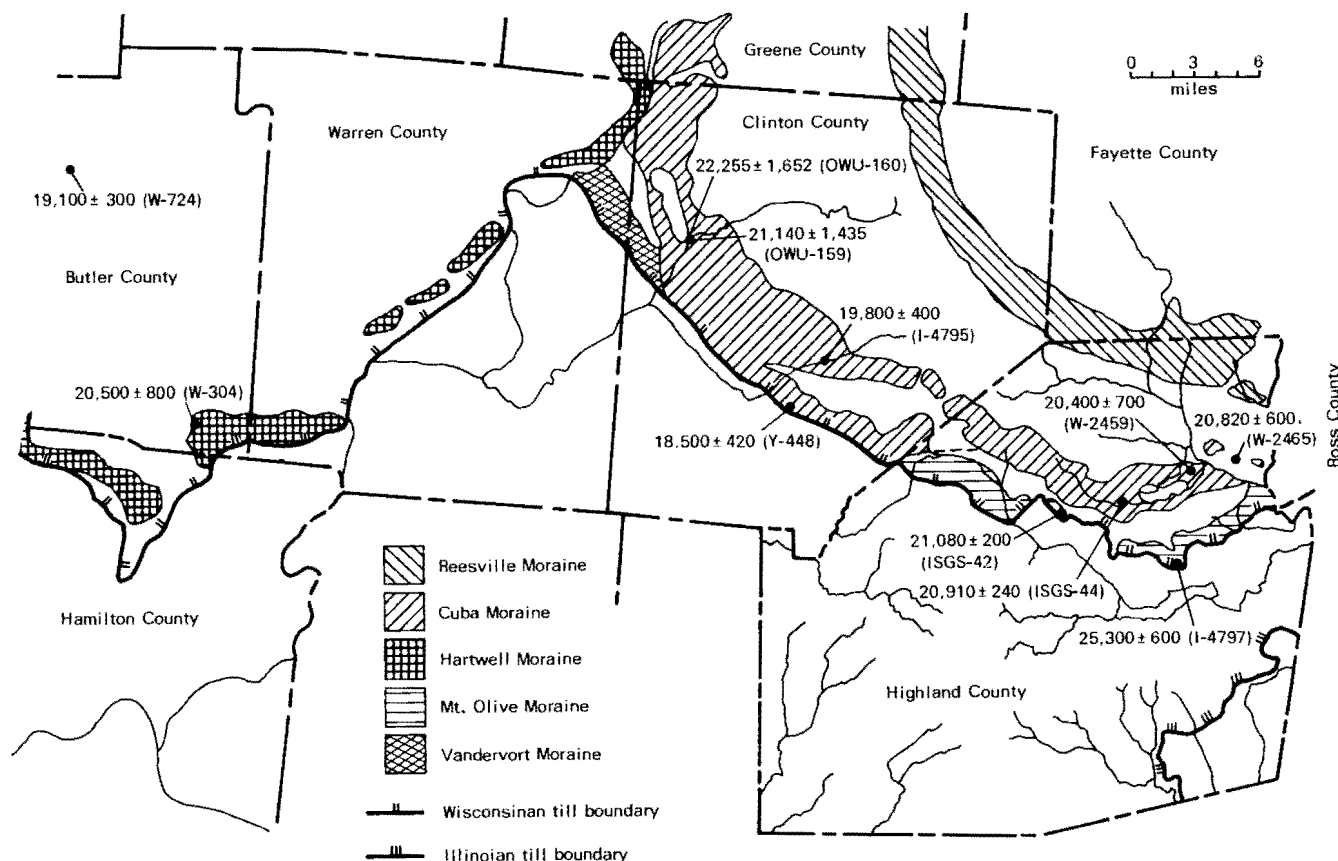 Greene County
0 3 6
miles
Warren County
Clinton County
22,255 ± 1,652 (OWU-160)
Fayette County
19,100 ± 300 (W-724)
21,140 ± 1,435
(OWU-159)
Butler County
19,800 ± 400
(I-4795)
20,500 ± 800 (W-304)
20,400 ± 700
(W-2459)
20,820 ± 600.
(W-2465)
Ross County
18.500 ± 420 (Y-448)
21,080 ± 200
(ISGS-42)
20,910 ± 240 (ISGS-44)
25,300 ± 600 (I-4797)
Hamilton County
Highland County
Reesville Moraine
Cuba Moraine
Hartwell Moraine
Mt. Olive Moraine
Vandervort Moraine
Wisconsinan till boundary
Illinoian till boundary